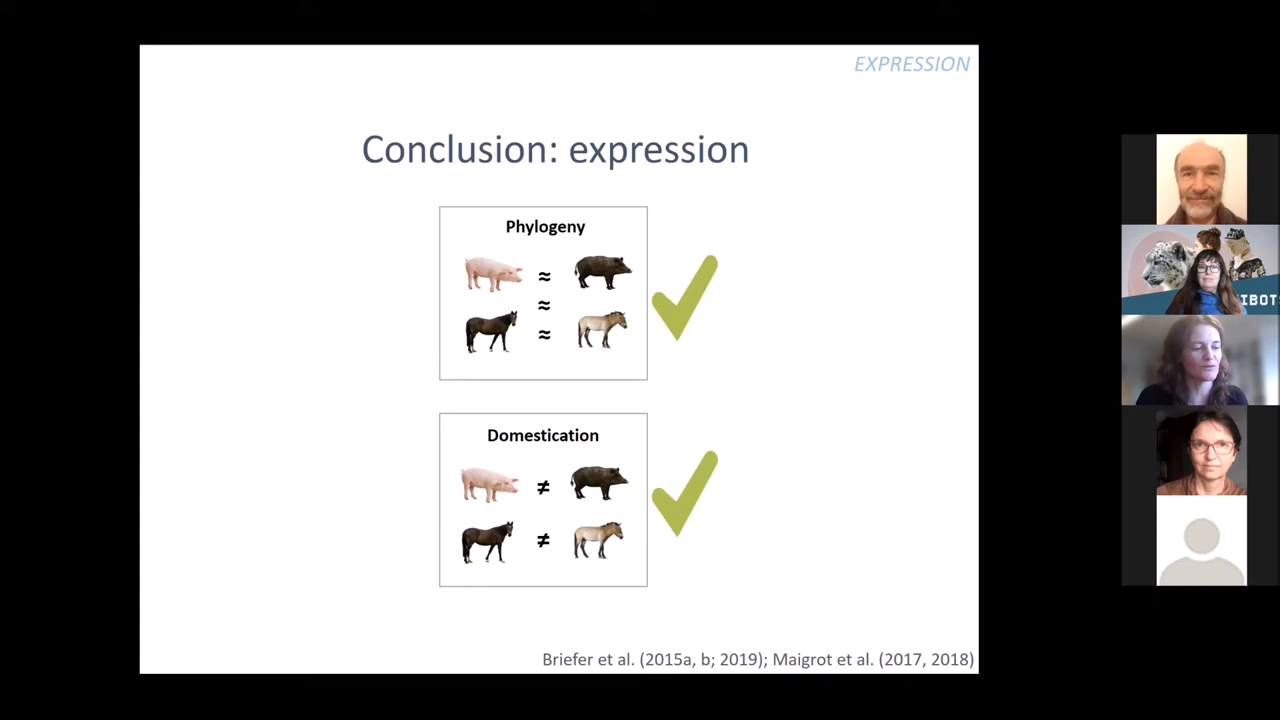 EXPRESSION
Conclusion: expression
Phylogeny
≈
≈
≈
Domestication
≠
≠
Briefer et al. (2015a, b; 2019); Maigrot et al. (2017, 2018)
IBOT